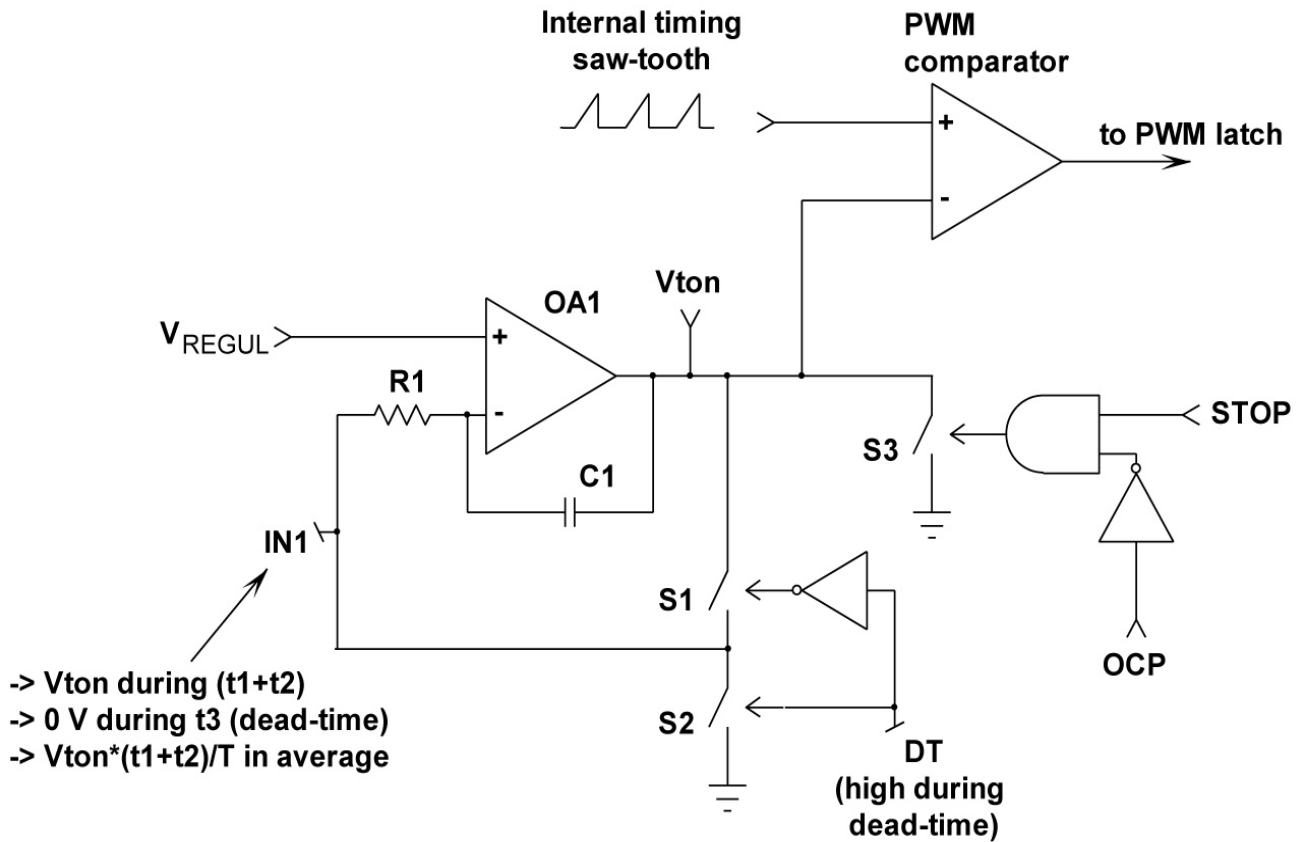 Internal timing
saw-tooth
PWM
comparator
+
-
to PWM latch
Vton
OA1
VREGUL
+
-
R1
C1
S3
STOP
IN1
S1
OCP
-> Vton during (t1+t2)
-> 0 V during t3 (dead-time)
-> Vton*(t1+t2)/T in average
S2
DT
(high during
dead-time)